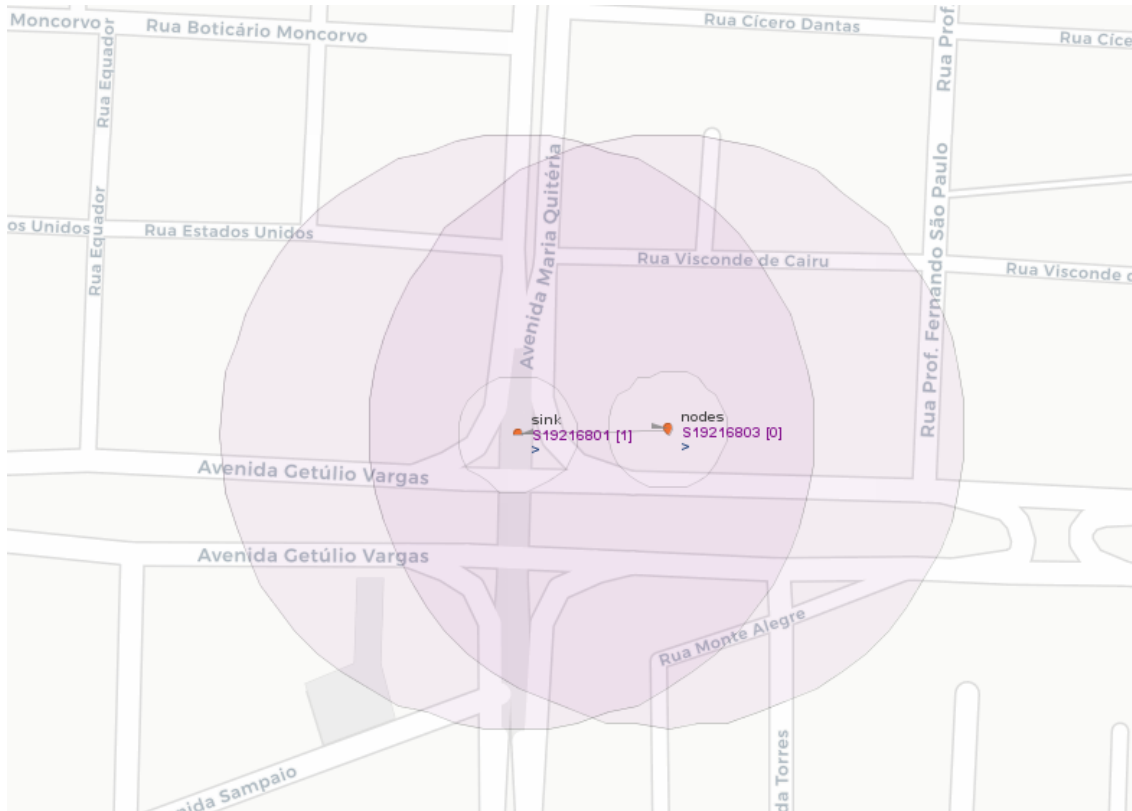 Moncorvo
Rua Boticário Moncorvo
Rua Cícero Dantas
Rua Prof.
Rua Equador
Rua Cíce
Avenida Maria Quitéria
Rua Prof. Fernando São Paulo
os Unidos
Rua Estados Unidos
Rua Equador
Rua Visconde de Cairu
Rua Visconde d
sink
S19216801 [1]
>
nodes
S19216803 [0]
>
Avenida Getúlio Vargas
Avenida Getúlio Vargas
Rua Monte Alegre
nida Sampaio
da Torres